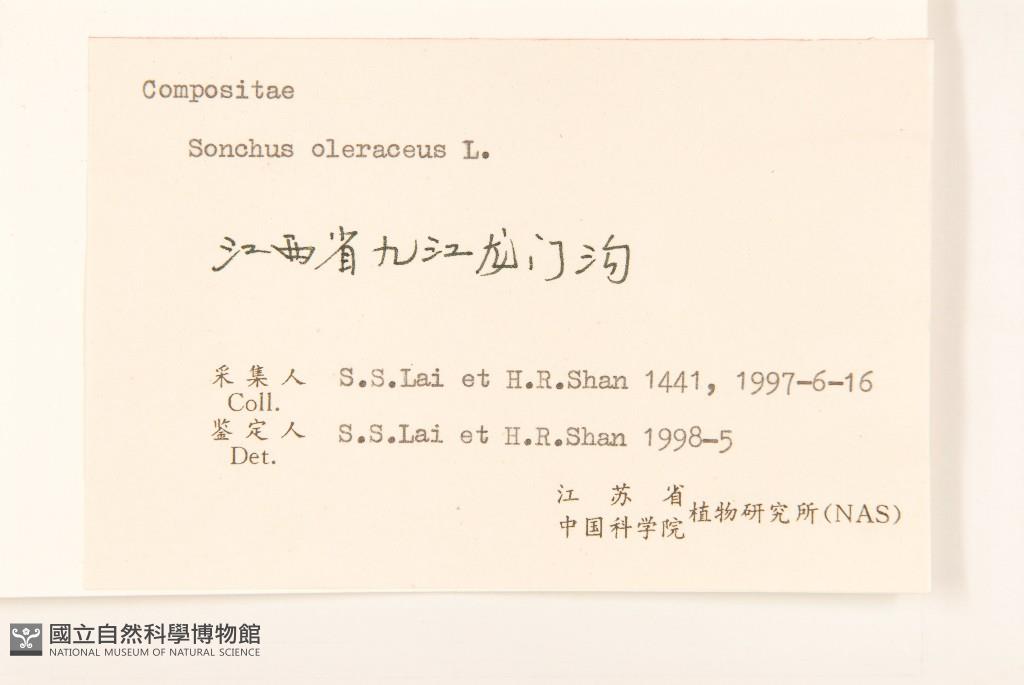 Compositae
Sonchus oleraceus L.
江西省九江龙门沟
采集人 S.S.Lai et H.R.Shan 1441, 1997-6-16
Coll.
鉴定人 S.S.Lai et H.R.Shan 1998-5
Det.
江苏省
中国科学院 植物研究所(NAS)
國立自然科學博物館
NATIONAL MUSEUM OF NATURAL SCIENCE